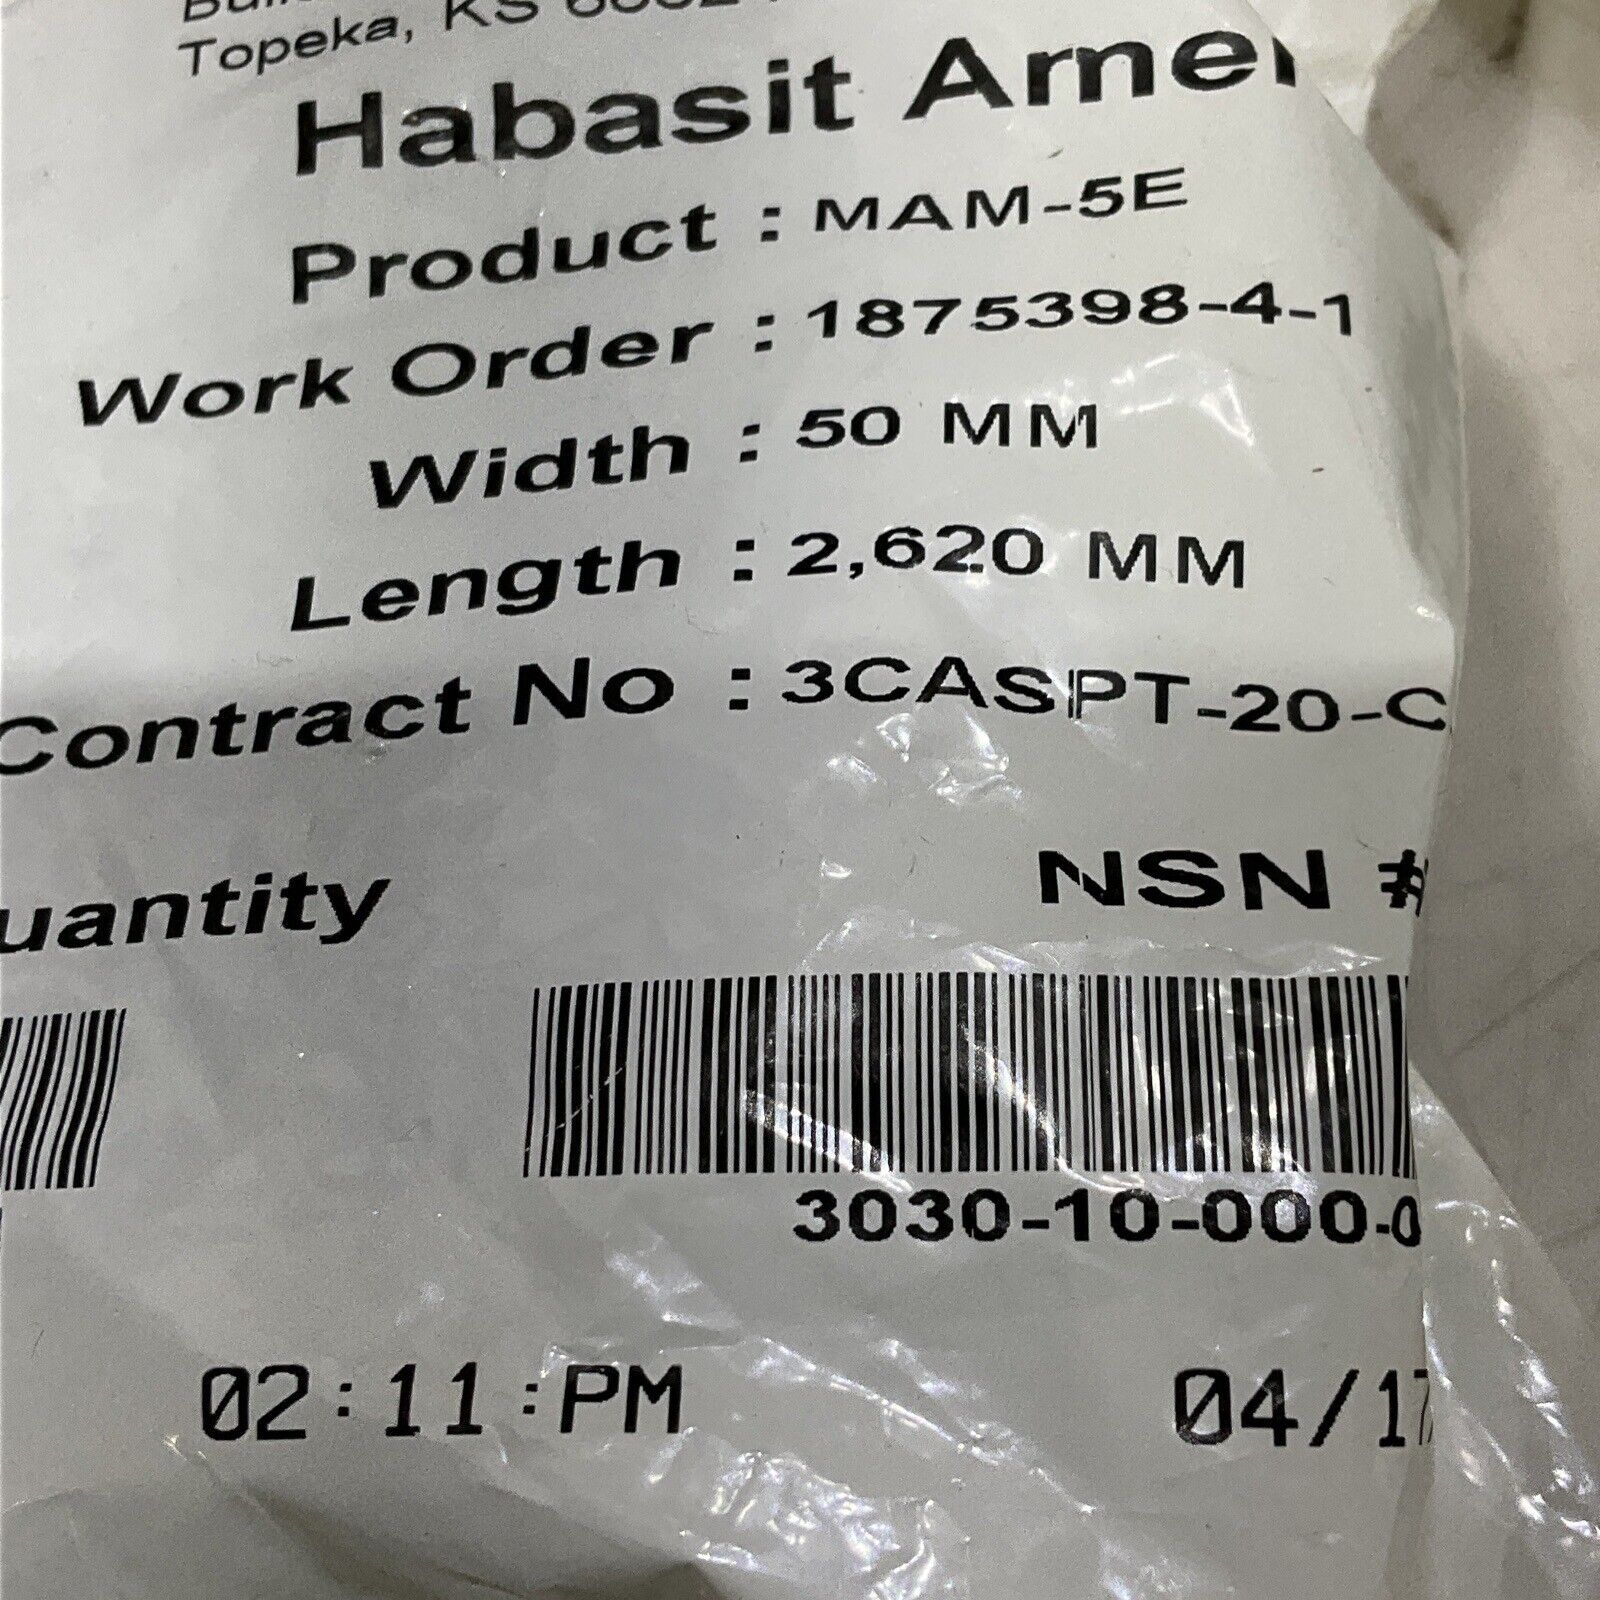 Topeka, KS
Habasit Amer
Product : MAM-5E
Work Order : 1875398-4-1
Width : 50 MM
Length : 2,620 MM
Contract No : 3CASPT-20-C
uantity
NSN #
3030-10-000-0
02:11:PM
04/17